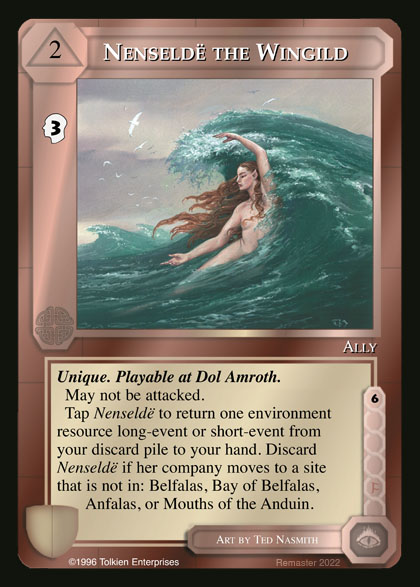 2
NENSELDË THE WINGILD
3
ALLY
Unique. Playable at Dol Amroth.
May not be attacked.
Tap Nenseldë to return one environment
resource long-event or short-event from
your discard pile to your hand. Discard
Nenseldë if her company moves to a site
that is not in: Belfalas, Bay of Belfalas,
Anfalas, or Mouths of the Anduin.
6
ART BY TED NASMITH
©1996 Tolkien Enterprises
Remaster 2022